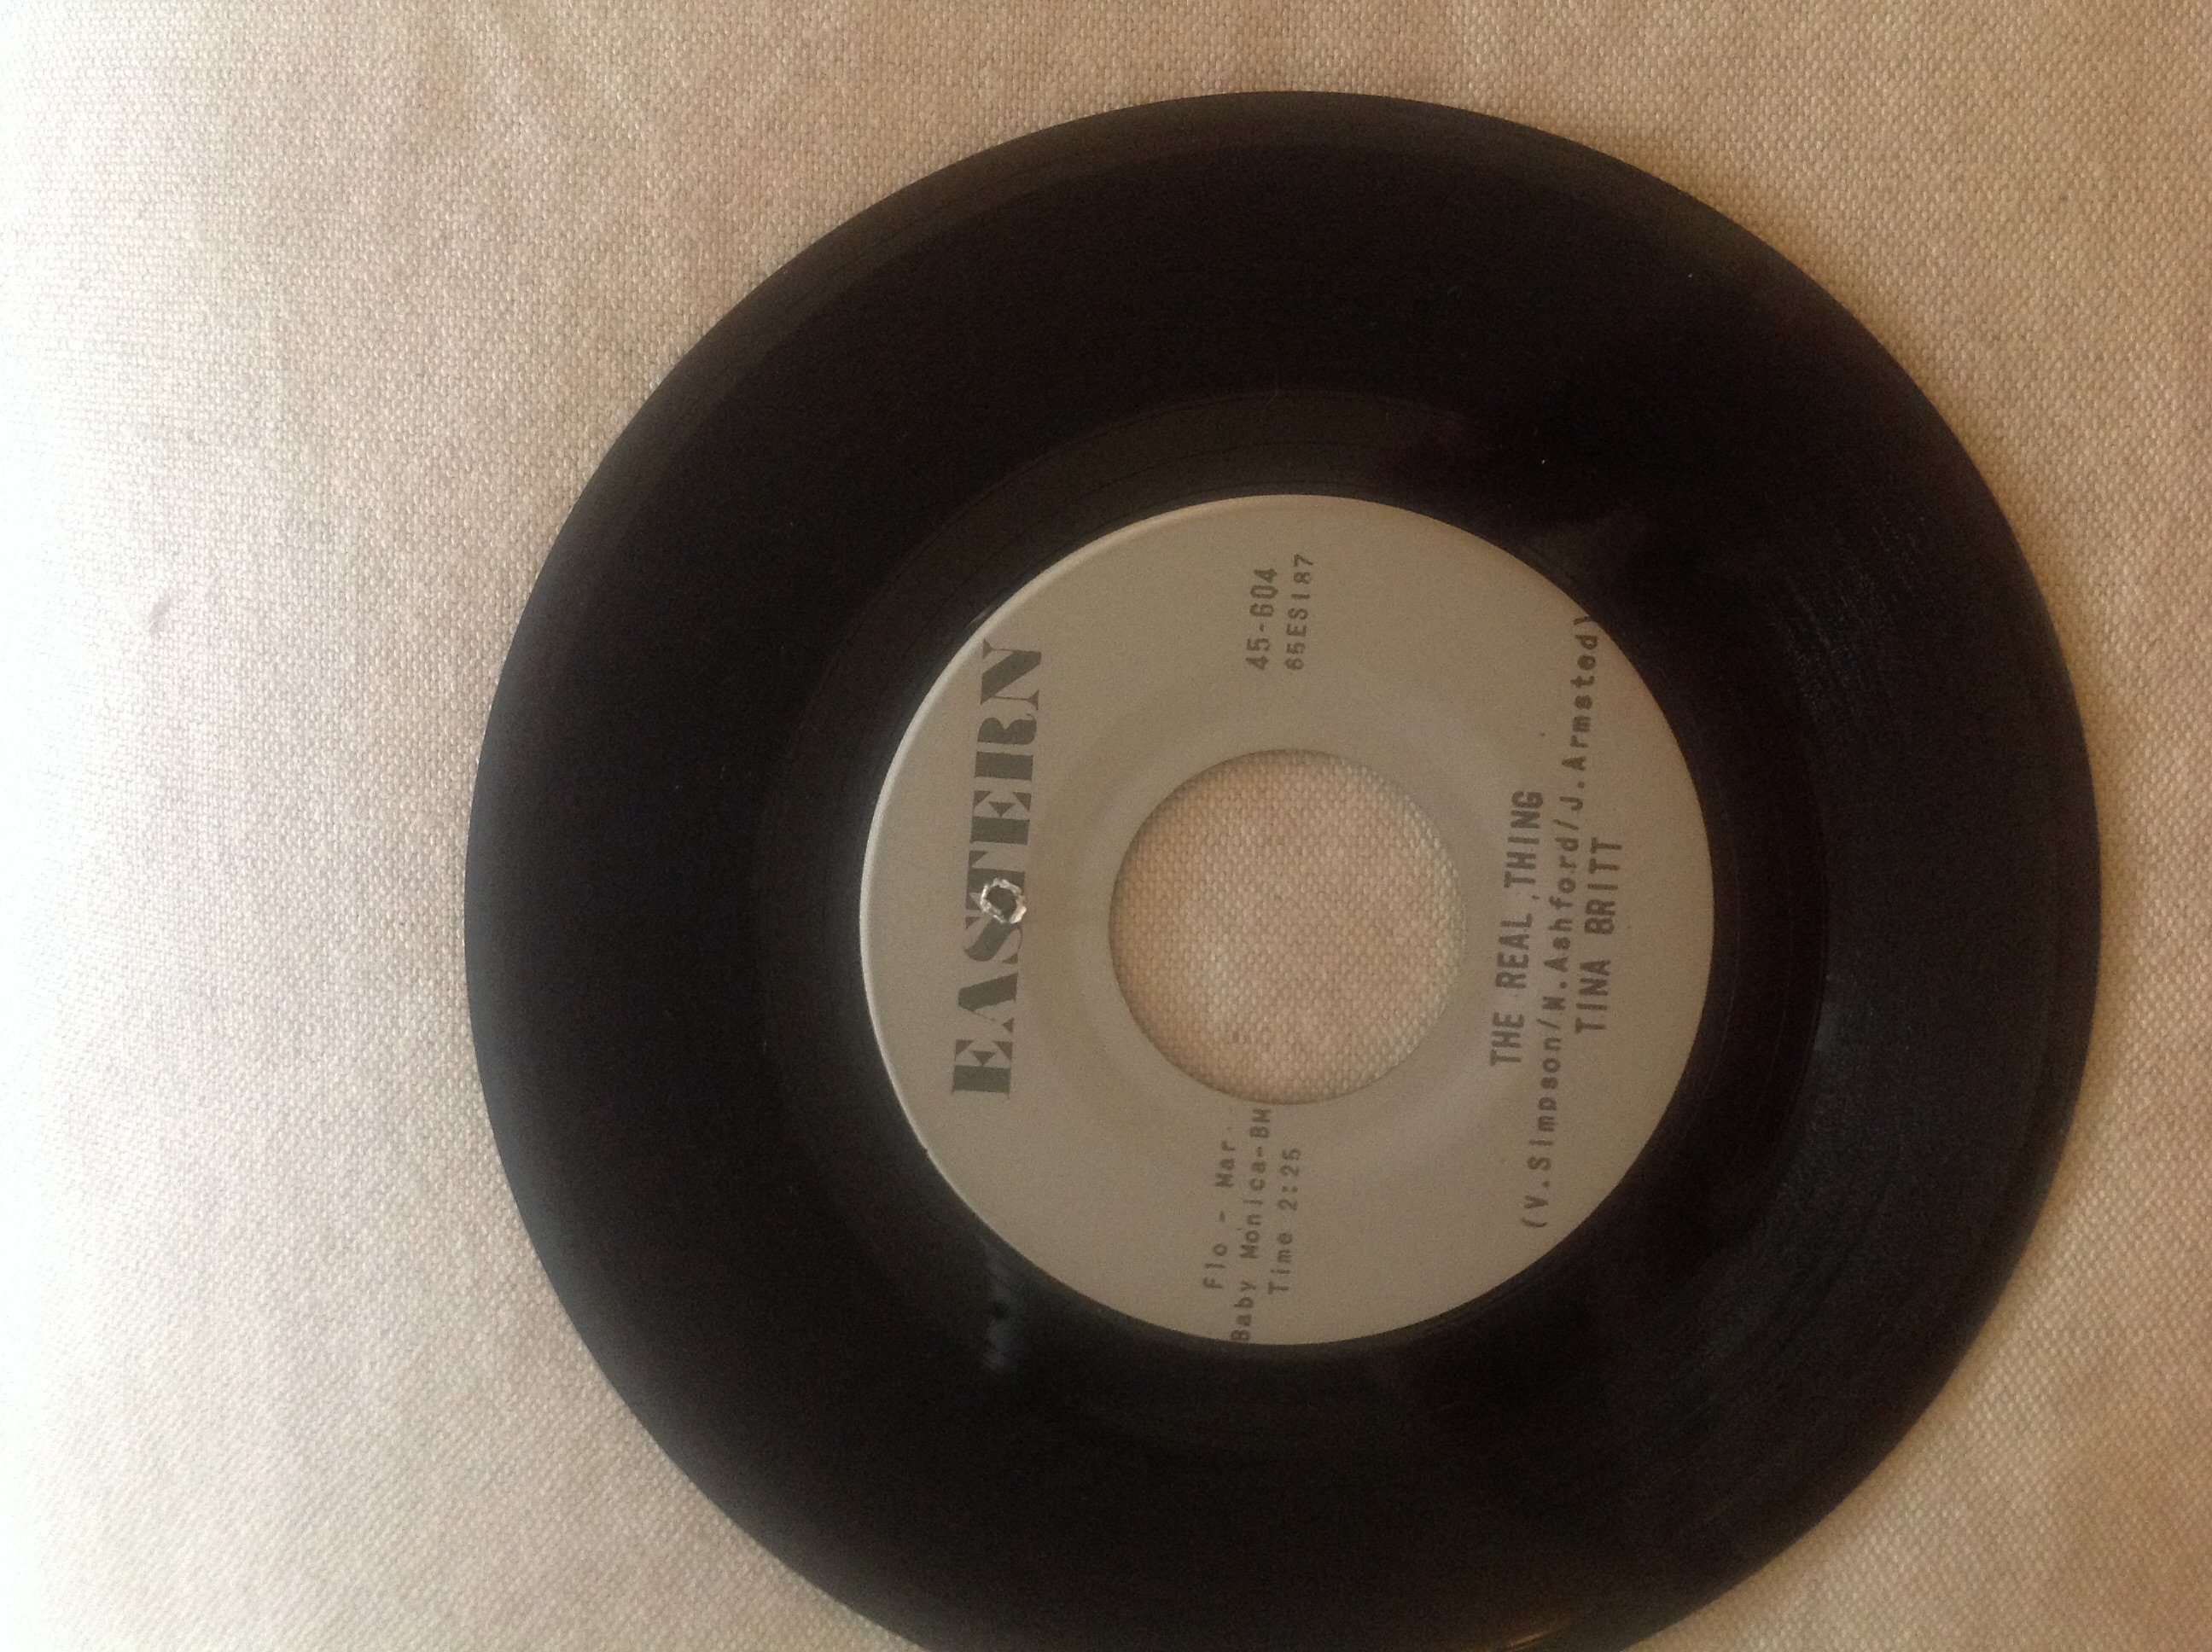 EASTERN
Flo - Mar
Baby Monica-BM
Time 2:25
45-604
65ES187
THE REAL THING
(V.Simpson/N.Ashford/J.Armsted)
TINA BRITT